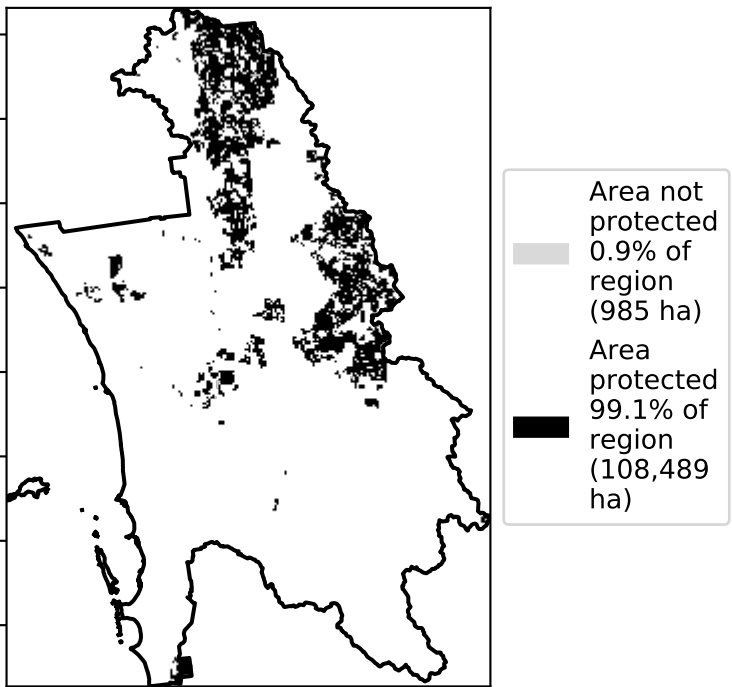 Area not
protected
0.9% of
region
(985 ha)
Area
protected
99.1% of
region
(108,489
ha)